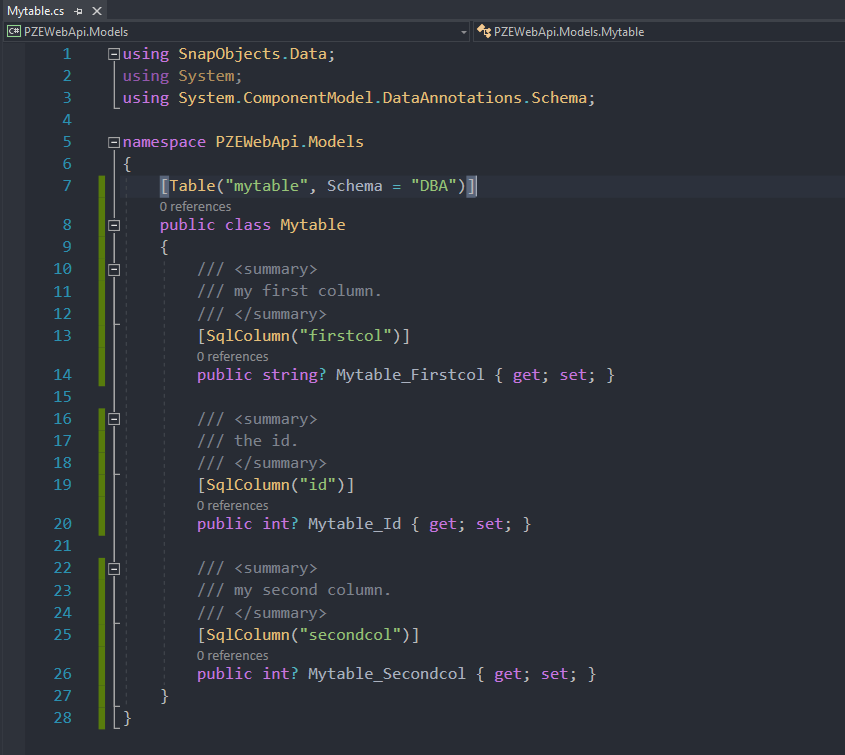 Mytable.cs
C# PZEWebApi.Models PZEWebApi.Models.Mytable
1 using SnapObjects.Data;
2 using System;
3 using System.ComponentModel.DataAnnotations.Schema;
4
5 namespace PZEWebApi.Models
6 {
7 [Table("mytable", Schema = "DBA")]
0 references
8 public class Mytable
9 {
10 /// <summary>
11 /// my first column.
12 /// </summary>
13 [SqlColumn("firstcol")]
0 references
14 public string? Mytable_Firstcol { get; set; }
15
16 /// <summary>
17 /// the id.
18 /// </summary>
19 [SqlColumn("id")]
0 references
20 public int? Mytable_Id { get; set; }
21
22 /// <summary>
23 /// my second column.
24 /// </summary>
25 [SqlColumn("secondcol")]
0 references
26 public int? Mytable_Secondcol { get; set; }
27 }
28 }